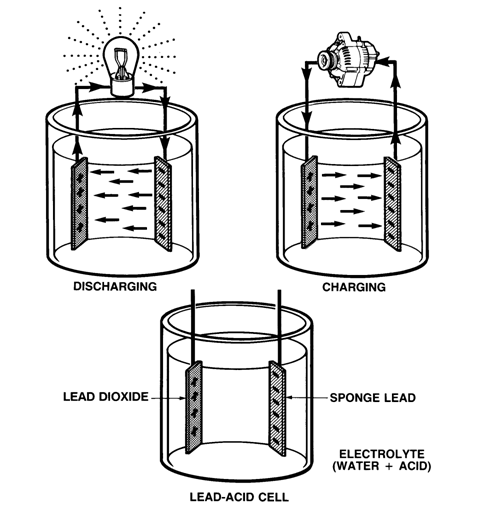 DISCHARGING
CHARGING
LEAD DIOXIDE
SPONGE LEAD
ELECTROLYTE
(WATER + ACID)
LEAD-ACID CELL